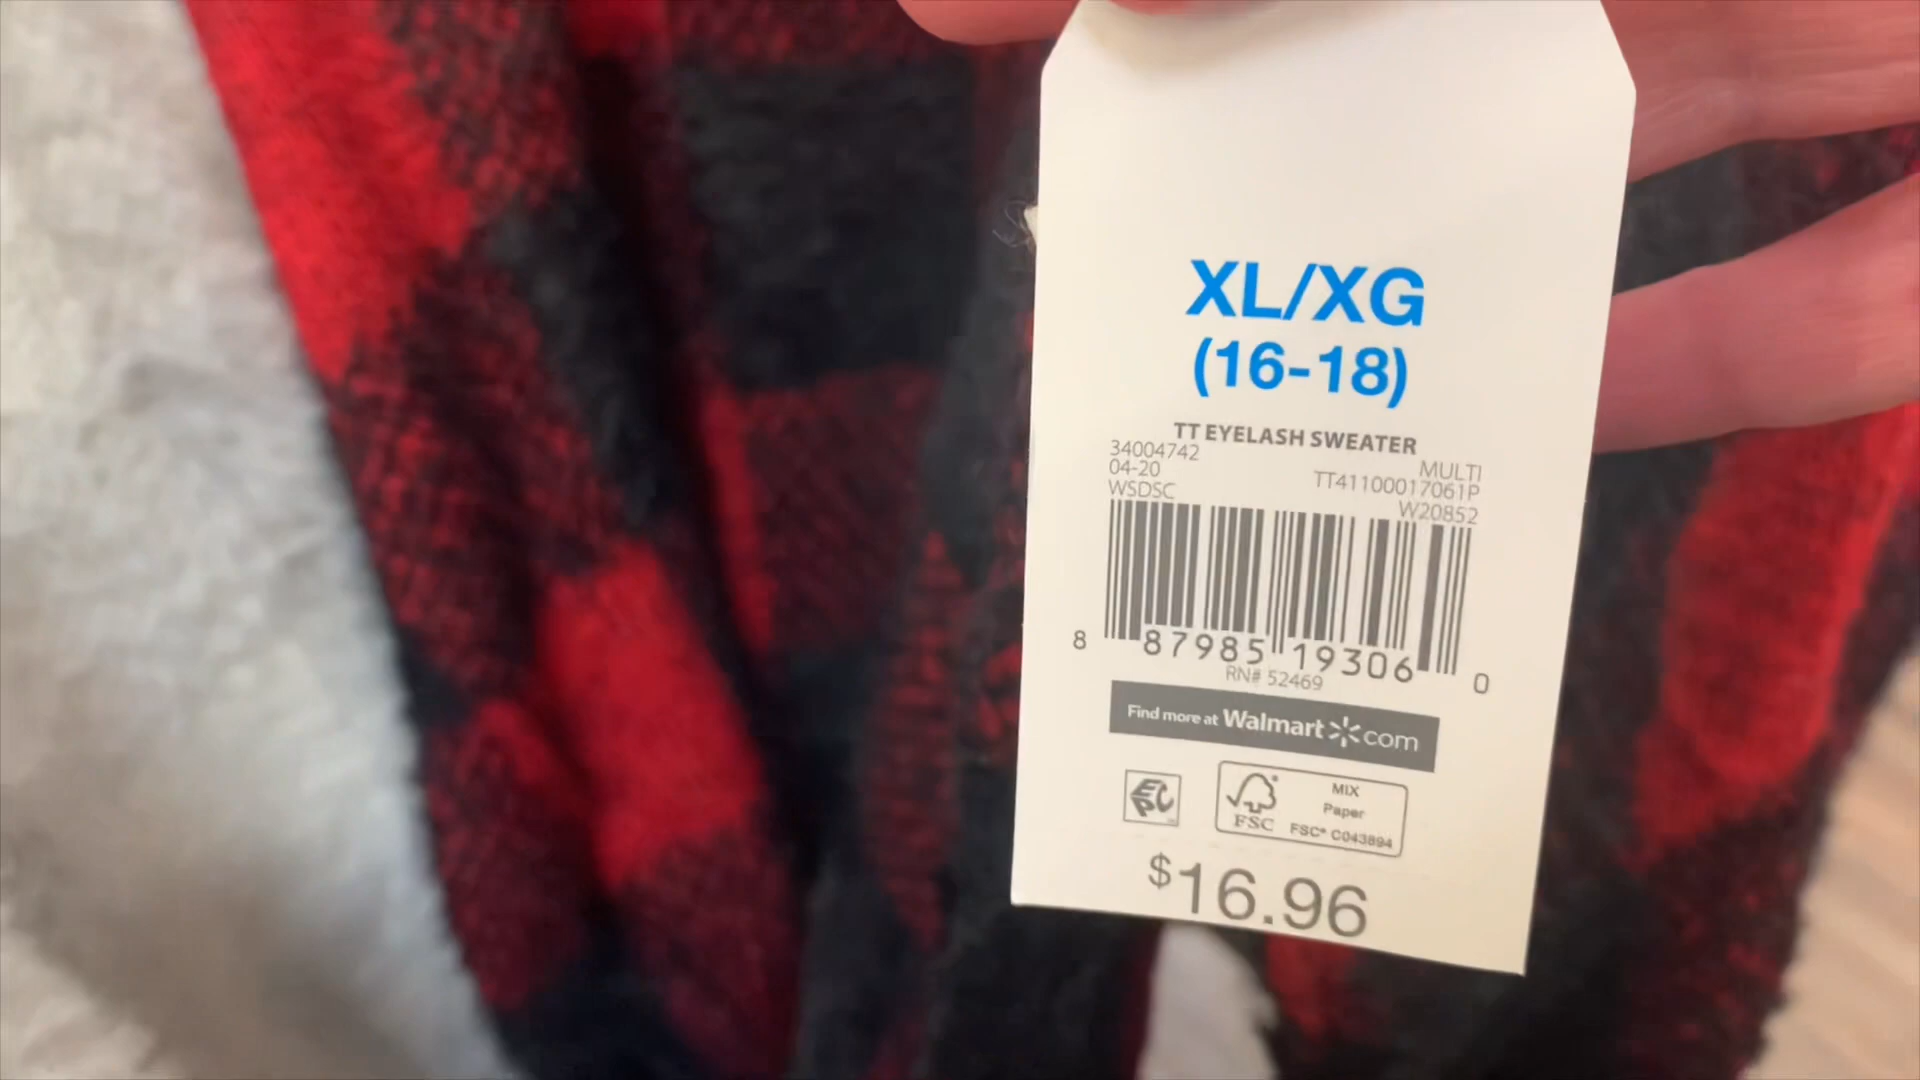 XL/XG
(16-18)
TT EYELASH SWEATER
34004742
MULTI
04-20
TT41100017061P
WSDSC
W20852
8 87985 19306 0
RN# 52469
Find more at Walmart com
EPC
FSC
MIX
Paper
FSC® C043894
$16.96